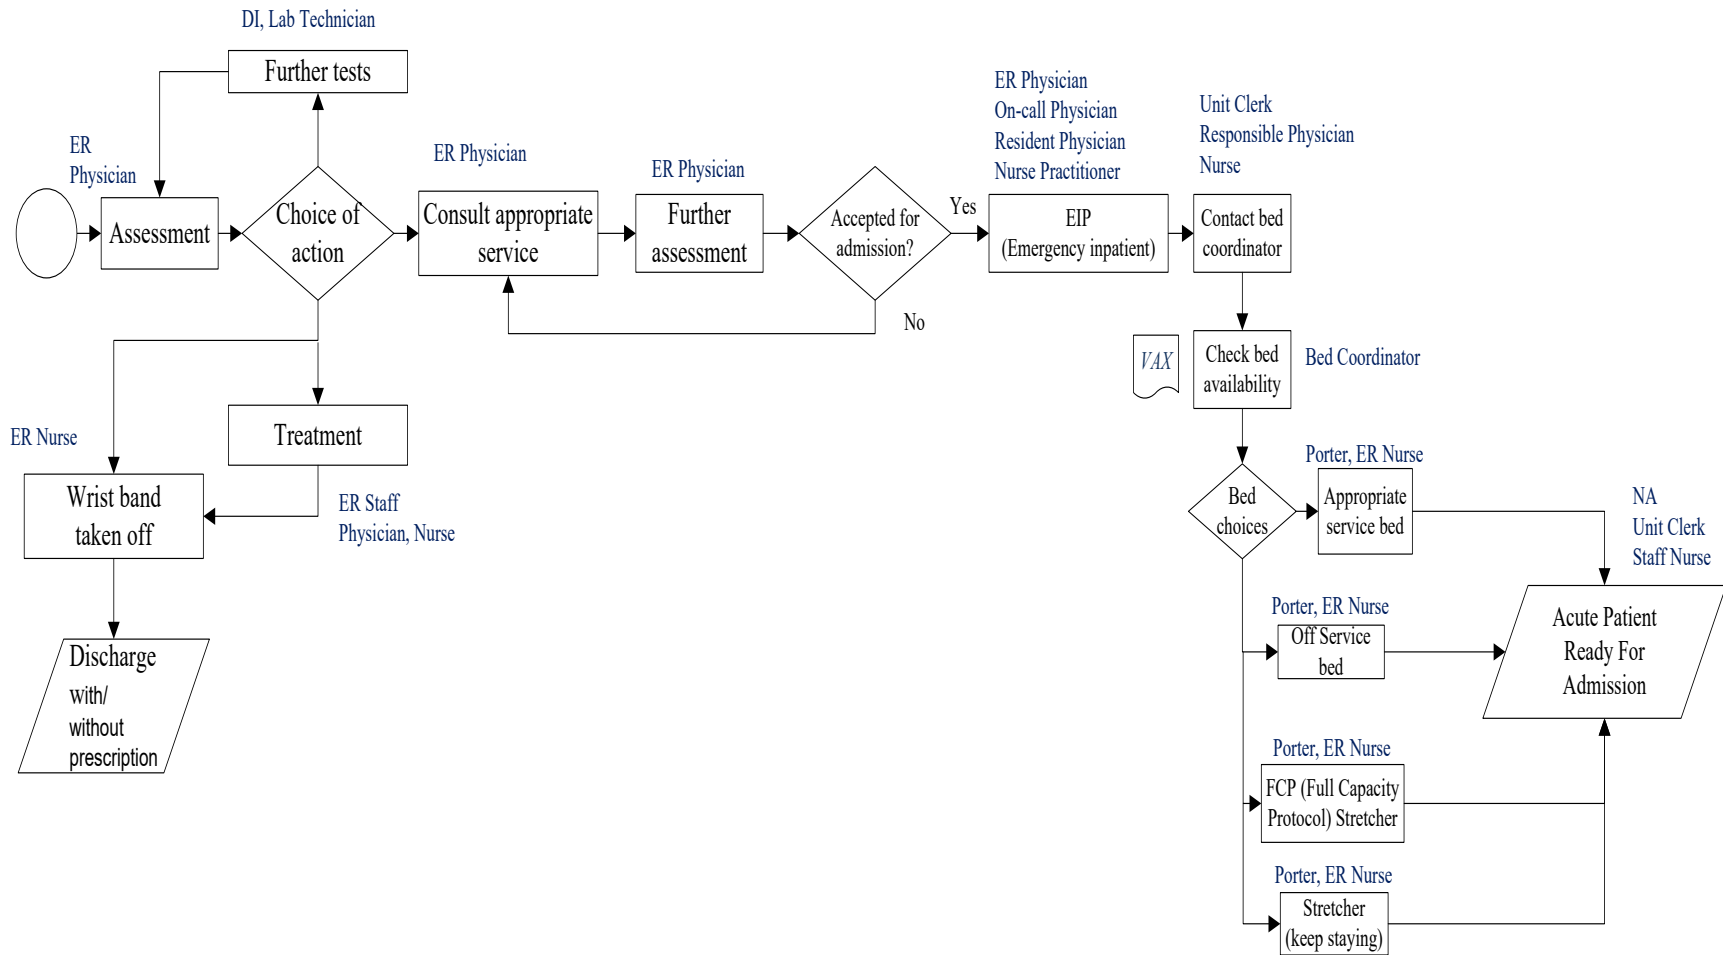 DI, Lab Technician
Further tests
ER
Physician
Assessment
Choice of
action
ER Physician
Consult appropriate
service
ER Physician
Further
assessment
Accepted for
admission?
Yes
No
ER Physician
On-call Physician
Resident Physician
Nurse Practitioner
EIP
(Emergency inpatient)
Unit Clerk
Responsible Physician
Nurse
Contact bed
coordinator
VAX
Check bed
availability
Bed Coordinator
ER Nurse
Treatment
Wrist band
taken off
ER Staff
Physician, Nurse
Discharge
with/
without
prescription
Bed
choices
Porter, ER Nurse
Appropriate
service bed
NA
Unit Clerk
Staff Nurse
Porter, ER Nurse
Off Service
bed
Acute Patient
Ready For
Admission
Porter, ER Nurse
FCP (Full Capacity
Protocol) Stretcher
Porter, ER Nurse
Stretcher
(keep staying)